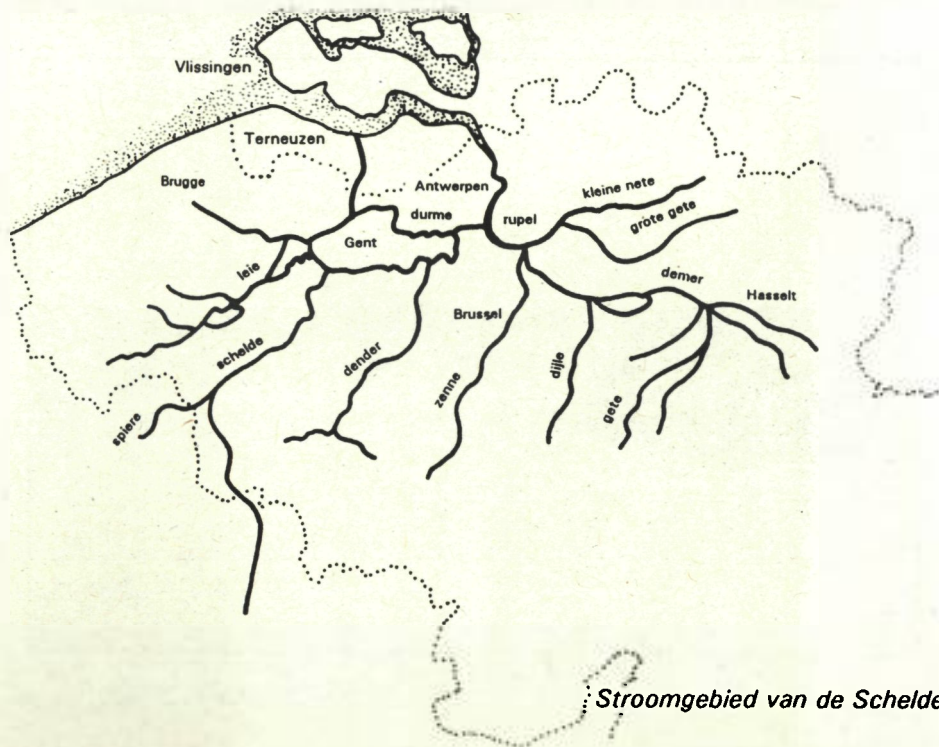 Vlissingen
Terneuzen
Brugge
Antwerpen
kleine nete
durme
rupel
grote gete
Gent
leie
demer
Hasselt
Brussel
schelde
dender
zenne
dijle
gete
spiere
Stroomgebied van de Schelde